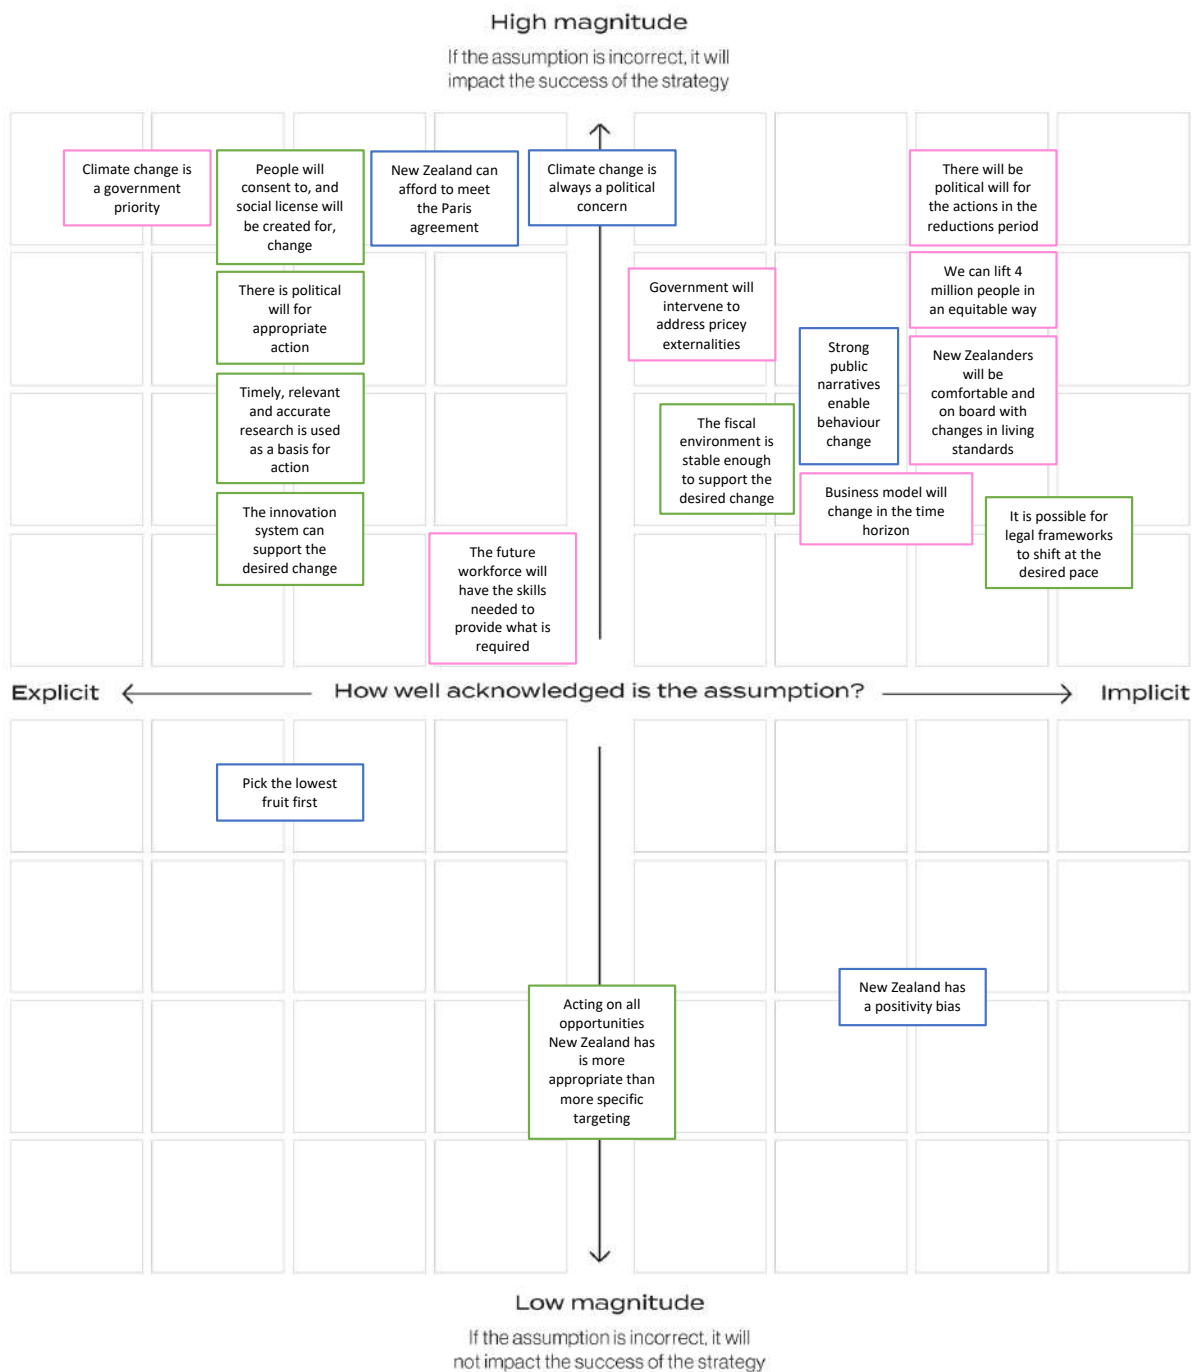 High magnitude
If the assumption is incorrect, it will
impact the success of the strategy
Climate change is
a government
priority
People will
consent to, and
social license will
be created for,
change
New Zealand can
afford to meet
the Paris
agreement
Climate change is
always a political
concern
There will be
political will for
the actions in the
reductions period
There is political
will for
appropriate
action
Government will
intervene to
address pricey
externalities
We can lift 4
million people in
an equitable way
Strong
public
narratives
enable
behaviour
change
New Zealanders
will be
comfortable and
on board with
changes in living
standards
Timely, relevant
and accurate
research is used
as a basis for
action
The fiscal
environment is
stable enough
to support the
desired change
Business model will
change in the time
horizon
It is possible for
legal frameworks
to shift at the
desired pace
The innovation
system can
support the
desired change
The future
workforce will
have the skills
needed to
provide what is
required
Explicit
How well acknowledged is the assumption?
Implicit
Pick the lowest
fruit first
New Zealand has
a positivity bias
Acting on all
opportunities
New Zealand has
is more
appropriate than
more specific
targeting
Low magnitude
If the assumption is incorrect, it will
not impact the success of the strategy